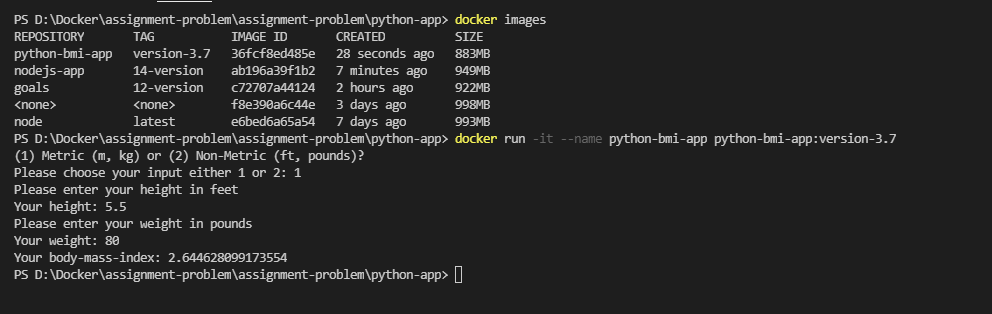 PS D:\Docker\assignment-problem\assignment-problem\python-app> docker images
REPOSITORY TAG IMAGE ID CREATED SIZE
python-bmi-app version-3.7 36fcf8ed485e 28 seconds ago 883MB
nodejs-app 14-version ab196a39f1b2 7 minutes ago 949MB
goals 12-version c72707a44124 2 hours ago 922MB
<none> <none> f8e390a6c44e 3 days ago 998MB
node latest e6bed6a65a54 7 days ago 993MB
PS D:\Docker\assignment-problem\assignment-problem\python-app> docker run -it --name python-bmi-app python-bmi-app:version-3.7
(1) Metric (m, kg) or (2) Non-Metric (ft, pounds)?
Please choose your input either 1 or 2: 1
Please enter your height in feet
Your height: 5.5
Please enter your weight in pounds
Your weight: 80
Your body-mass-index: 2.644628099173554
PS D:\Docker\assignment-problem\assignment-problem\python-app>